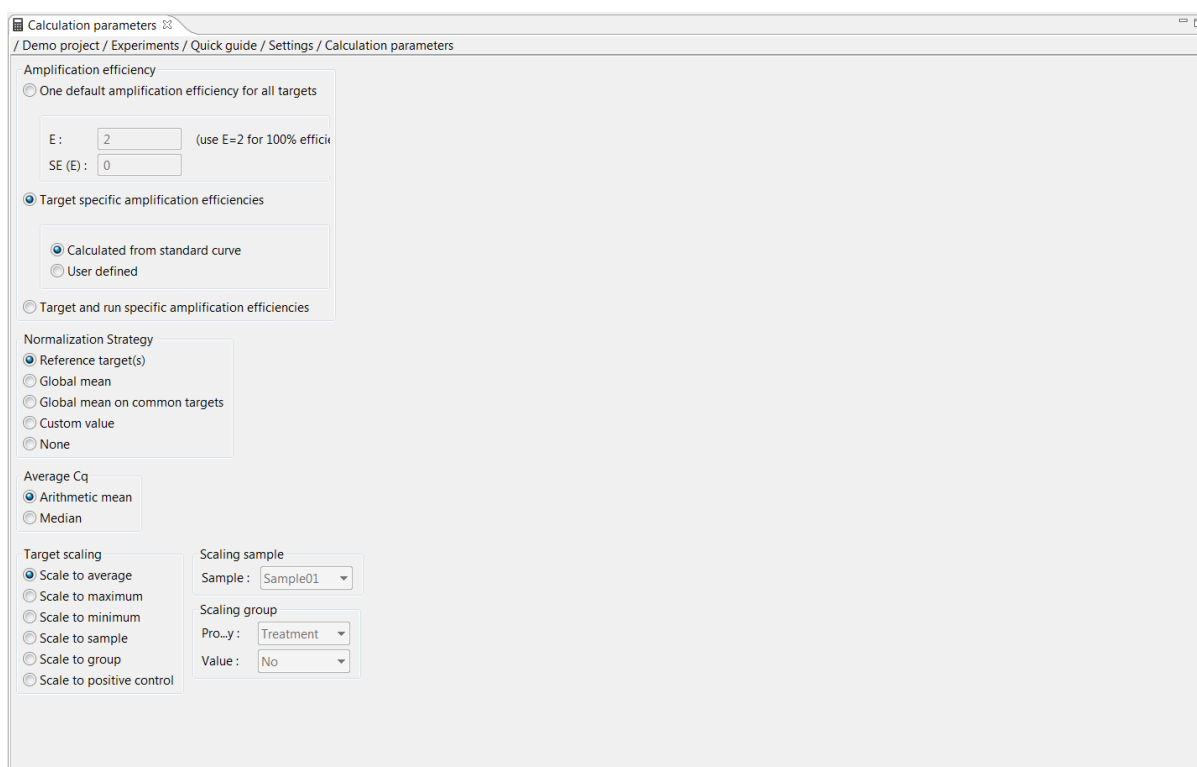 Calculation parameters
/ Demo project / Experiments / Quick guide / Settings / Calculation parameters
Amplification efficiency
One default amplification efficiency for all targets
E : 2 (use E=2 for 100% efficie
SE (E) : 0
Target specific amplification efficiencies
Calculated from standard curve
User defined
Target and run specific amplification efficiencies
Normalization Strategy
Reference target(s)
Global mean
Global mean on common targets
Custom value
None
Average Cq
Arithmetic mean
Median
Target scaling
Scale to average
Scale to maximum
Scale to minimum
Scale to sample
Scale to group
Scale to positive control
Scaling sample
Sample : Sample01
Scaling group
Pro...y : Treatment
Value : No